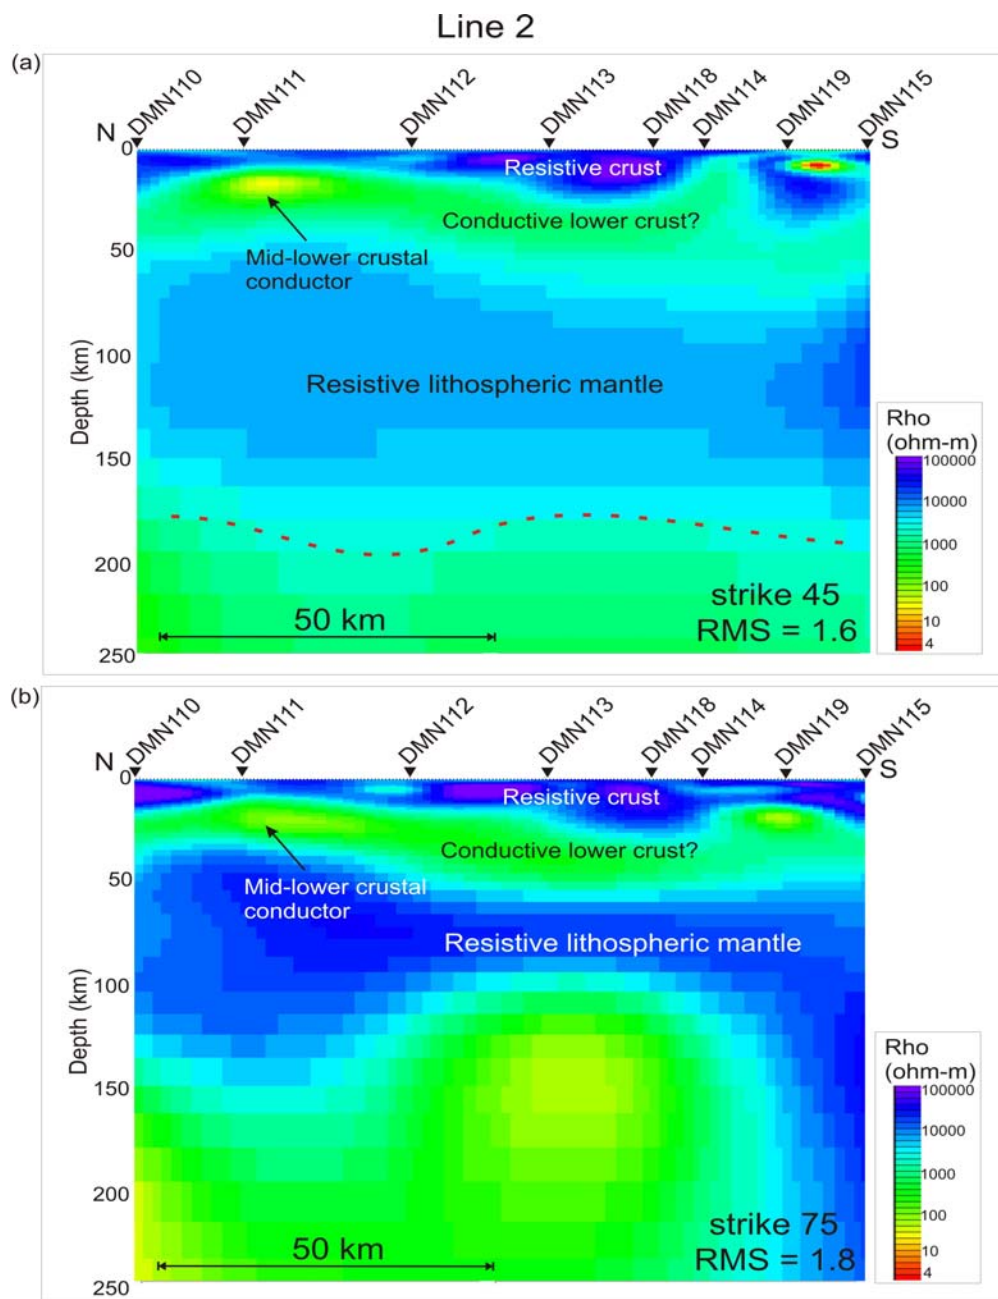 Line 2
(a)
DMN110
DMN111
DMN112
DMN113
DMN118
DMN114
DMN119
DMN115
N
S
0
Resistive crust
Conductive lower crust?
50
Mid-lower crustal
conductor
100
Resistive lithospheric mantle
Depth (km)
150
200
250
50 km
strike 45
RMS = 1.6
Rho
(ohm-m)
100000
10000
1000
100
10
4
(b)
DMN110
DMN111
DMN112
DMN113
DMN118
DMN114
DMN119
DMN115
N
S
0
Resistive crust
Conductive lower crust?
50
Mid-lower crustal
conductor
Resistive lithospheric mantle
100
Depth (km)
150
200
250
50 km
strike 75
RMS = 1.8
Rho
(ohm-m)
100000
10000
1000
100
10
4